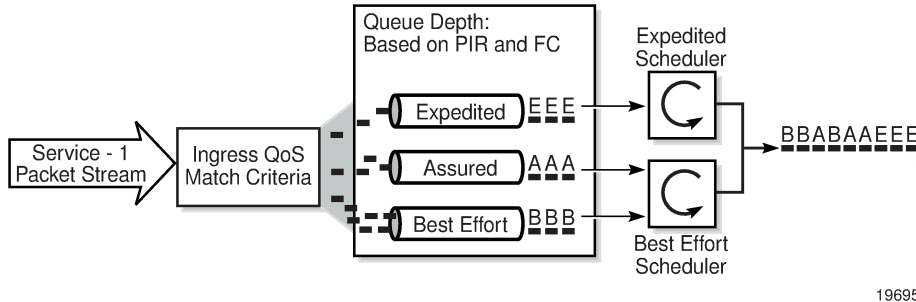 Queue Depth:
Based on PIR and FC
Expedited
Scheduler
Expedited
EEE
BBABAAEEE
Service - 1
Packet Stream
Ingress QoS
Match Criteria
Assured
AAA
Best Effort
BBB
Best Effort
Scheduler
19695